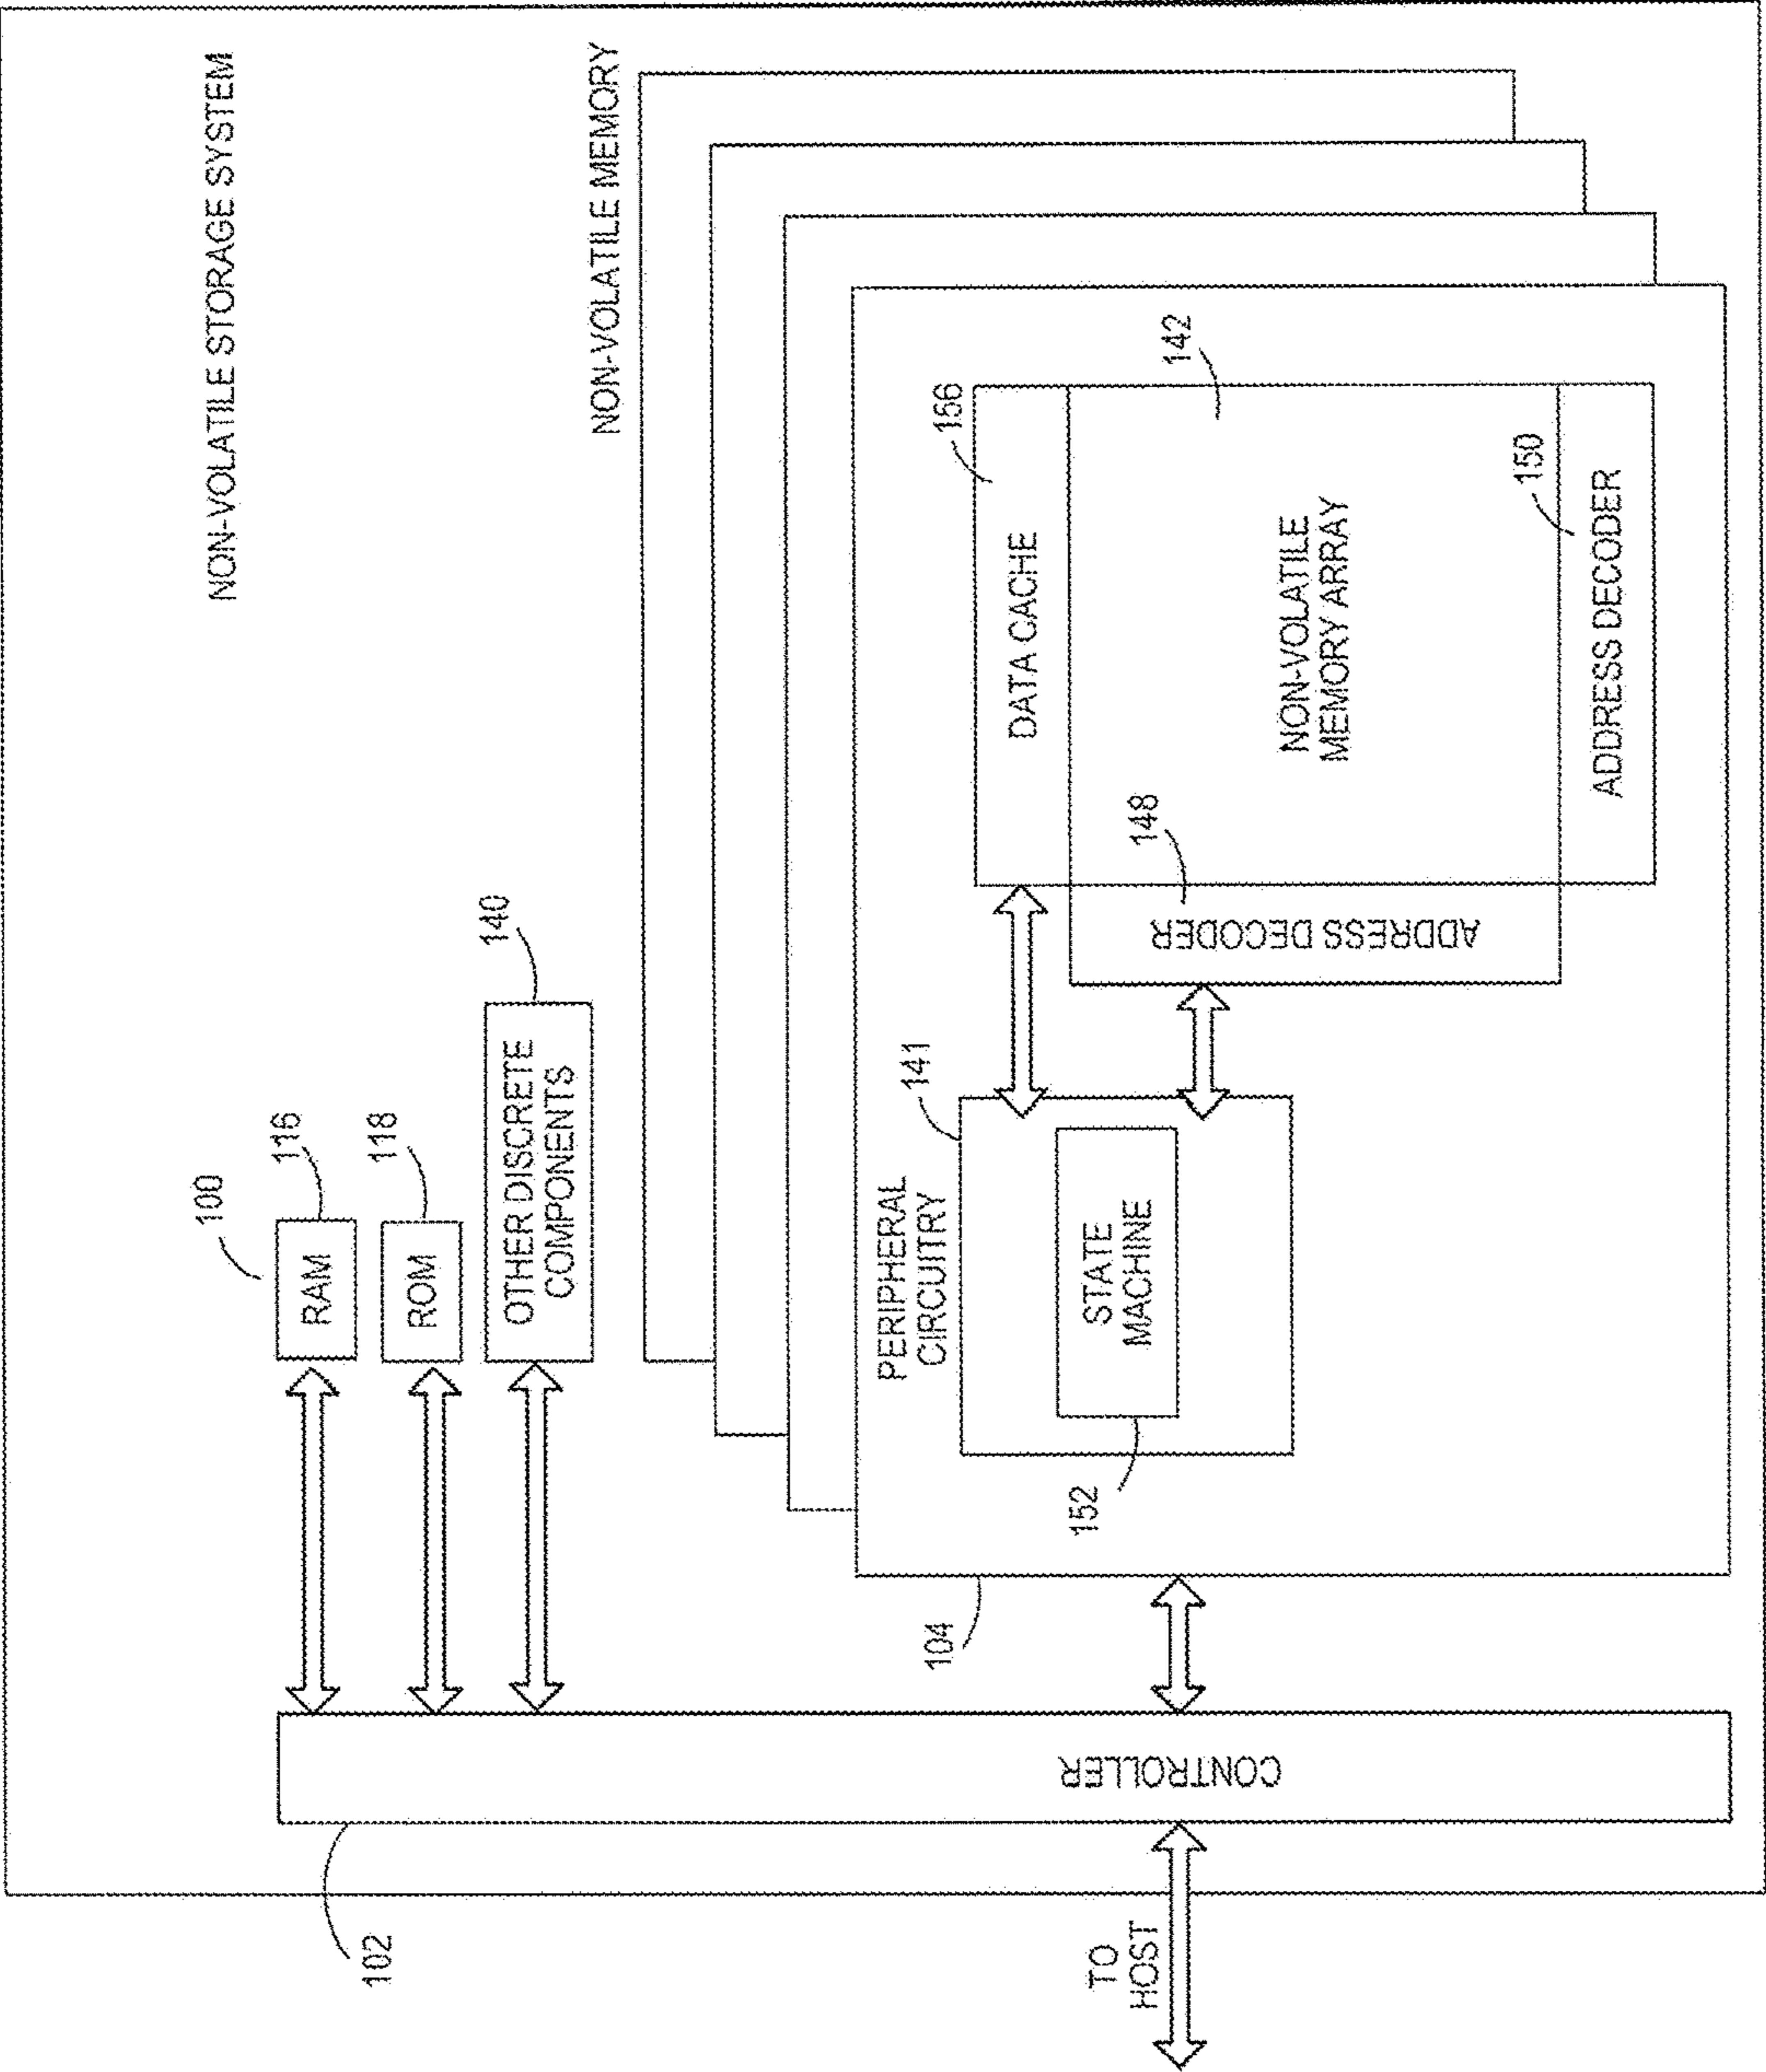 NON-VOLATILE STORAGE SYSTEM
100
116
RAM
102
118
ROM
140
OTHER DISCRETE
COMPONENTS
NON-VOLATILE MEMORY
PERIPHERAL
CIRCUITRY
141
104
156
DATA CACHE
152
STATE
MACHINE
TO
HOST
CONTROLLER
148
ADDRESS DECODER
142
NON-VOLATILE
MEMORY ARRAY
150
ADDRESS DECODER